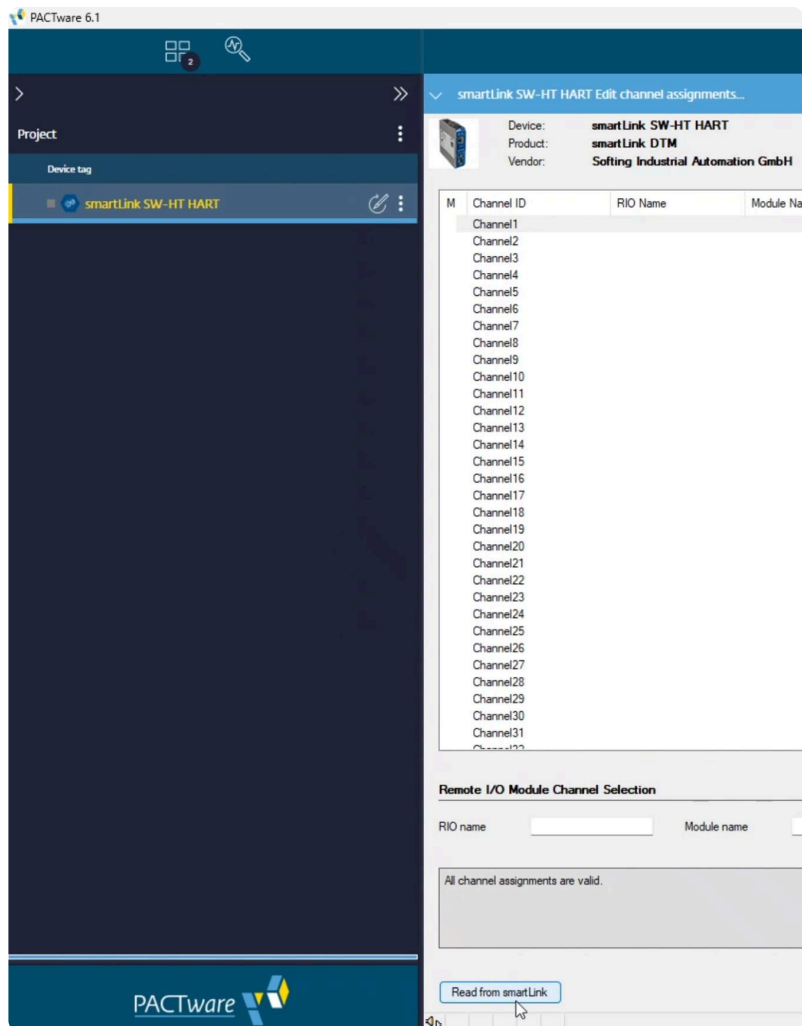 PACTware 6.1
2
smartLink SW-HT HART Edit channel assignments...
Project
Device tag
smartLink SW-HT HART
Device: smartLink SW-HT HART
Product: smartLink DTM
Vendor: Softing Industrial Automation GmbH
M Channel ID RIO Name Module Na
Channel1
Channel2
Channel3
Channel4
Channel5
Channel6
Channel7
Channel8
Channel9
Channel10
Channel11
Channel12
Channel13
Channel14
Channel15
Channel16
Channel17
Channel18
Channel19
Channel20
Channel21
Channel22
Channel23
Channel24
Channel25
Channel26
Channel27
Channel28
Channel29
Channel30
Channel31
Channel32
Remote I/O Module Channel Selection
RIO name Module name
All channel assignments are valid.
Read from smartLink
PACTware